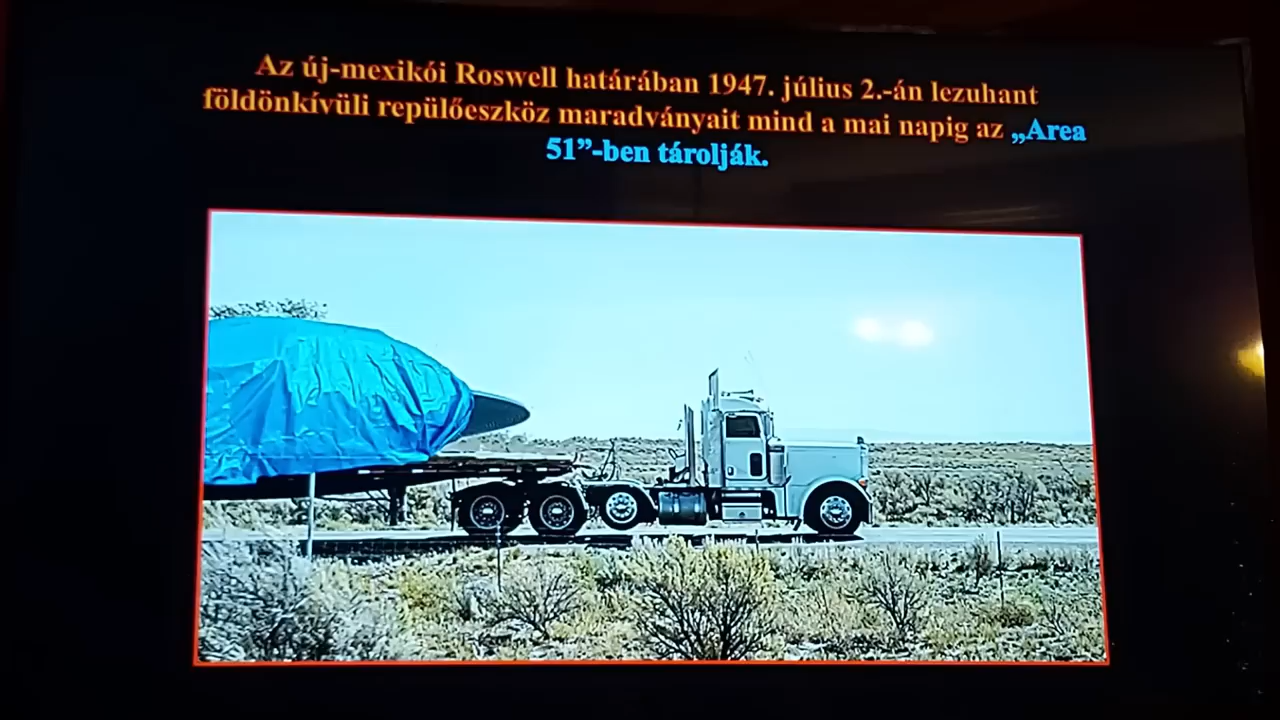 Az új-mexikói Roswell határában 1947. július 2.-án lezuhant
földönkívüli repülőeszköz maradványait mind a mai napig az „Area
51”-ben tárolják.